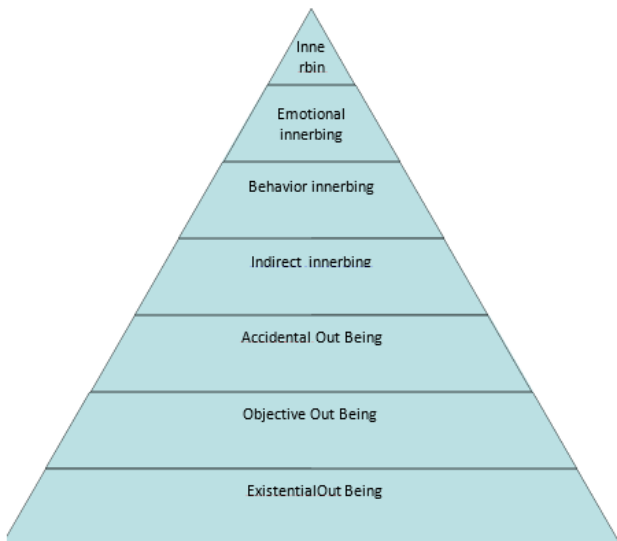 Inne
rbin
Emotional
innerbing
Behavior innerbing
Indirect innerbing
Accidental Out Being
Objective Out Being
ExistentialOut Being